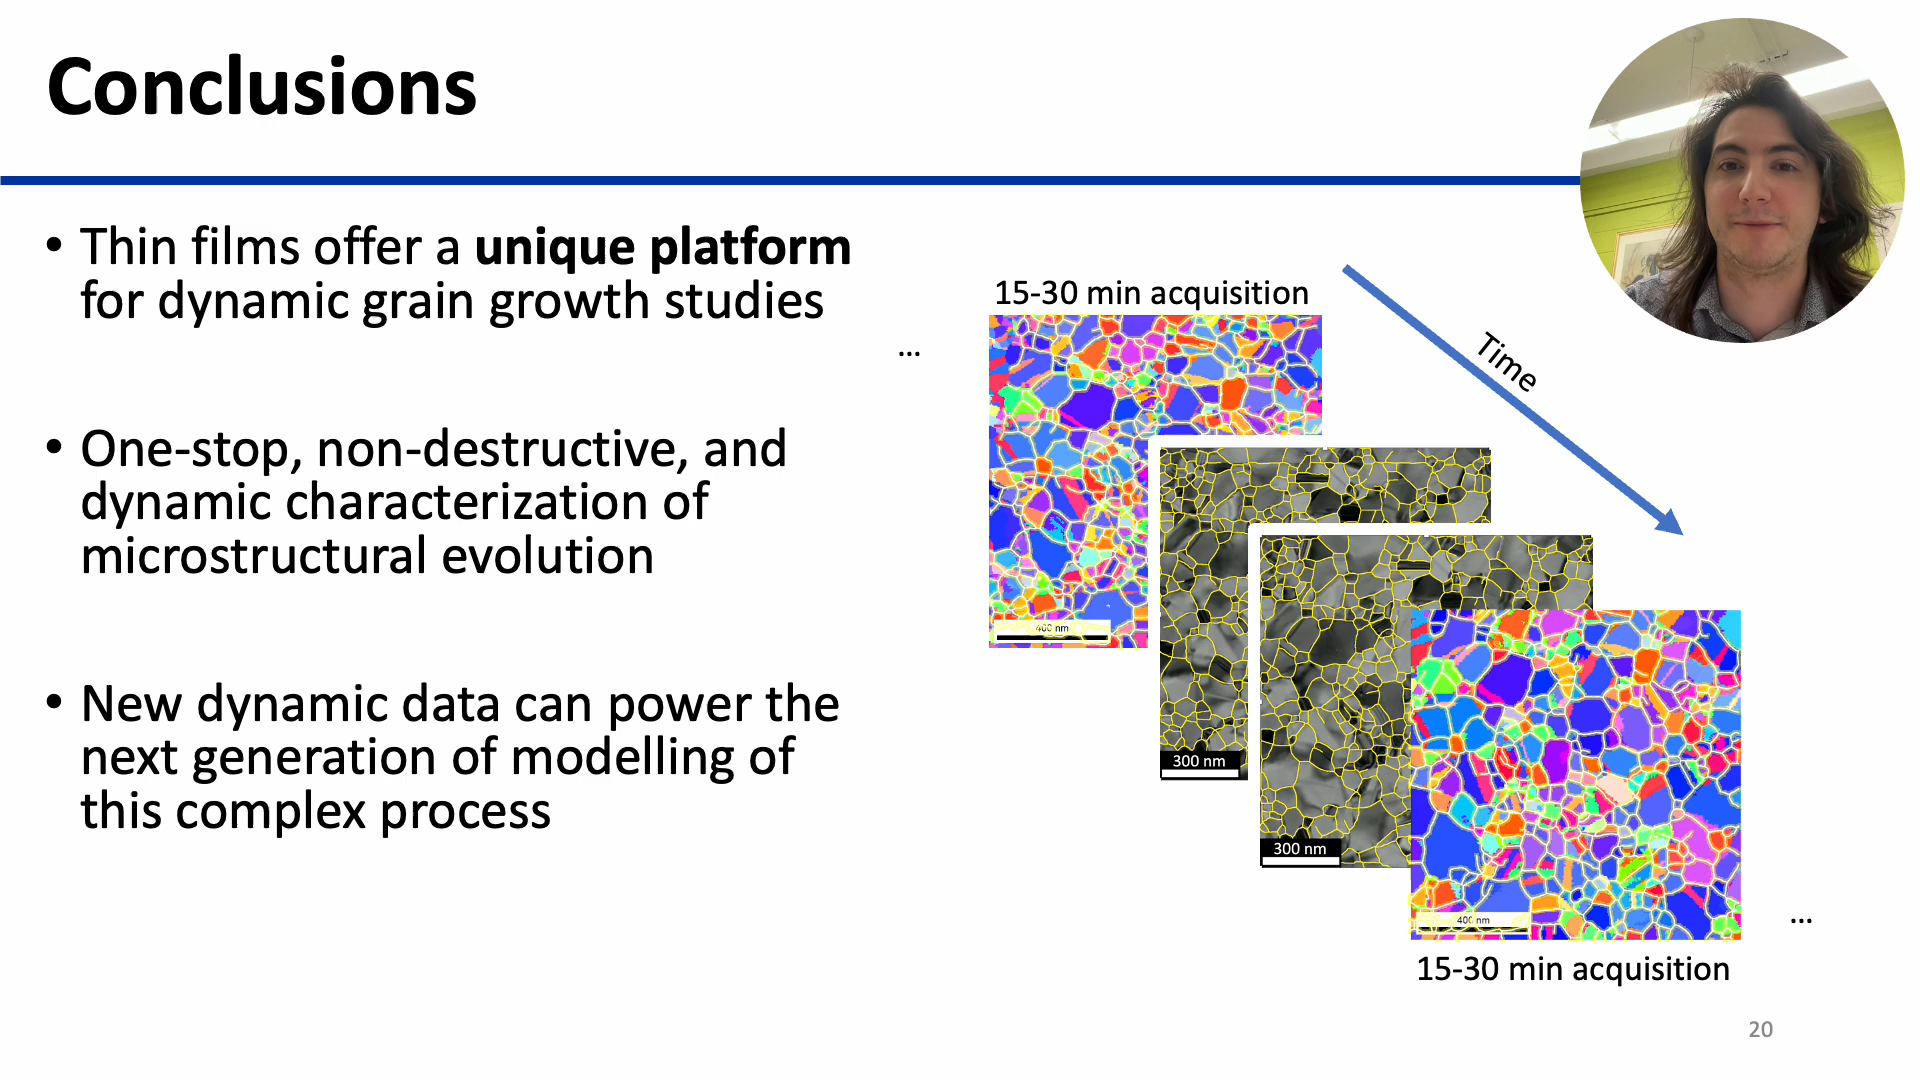 Conclusions
• Thin films offer a unique platform
for dynamic grain growth studies
...
• One-stop, non-destructive, and
dynamic characterization of
microstructural evolution
• New dynamic data can power the
next generation of modelling of
this complex process
15-30 min acquisition
Time
400 nm
300 nm
300 nm
400 nm
...
15-30 min acquisition
20